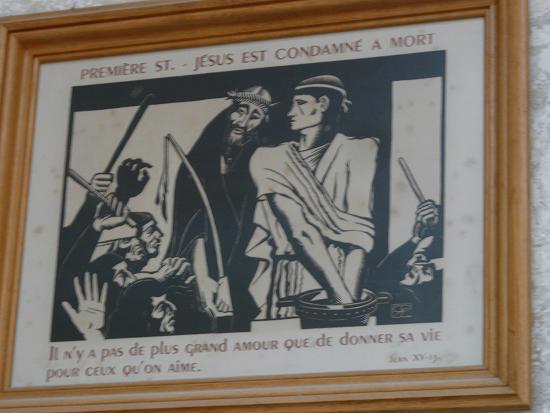 PREMIÈRE ST. - JÉSUS EST CONDAMNÉ A MORT
IL N'Y A PAS DE PLUS GRAND AMOUR QUE DE DONNER SA VIE
POUR CEUX QU'ON AIME.
JEAN XV-13.